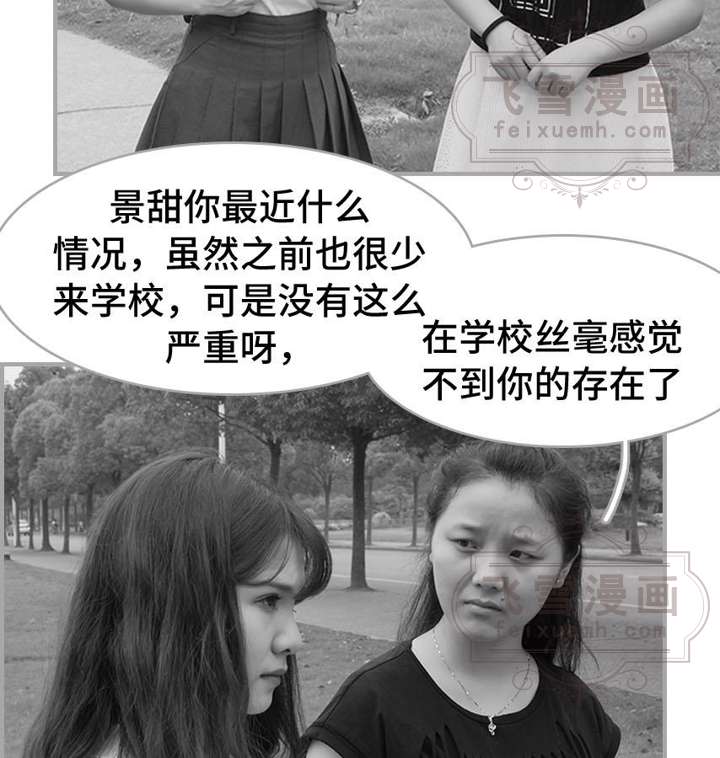 飞雪漫画
feixuemh.com
景甜你最近什么
情况，虽然之前也很少
来学校，可是没有这么
严重呀，
在学校丝毫感觉
不到你的存在了
飞雪漫画
feixuemh.com